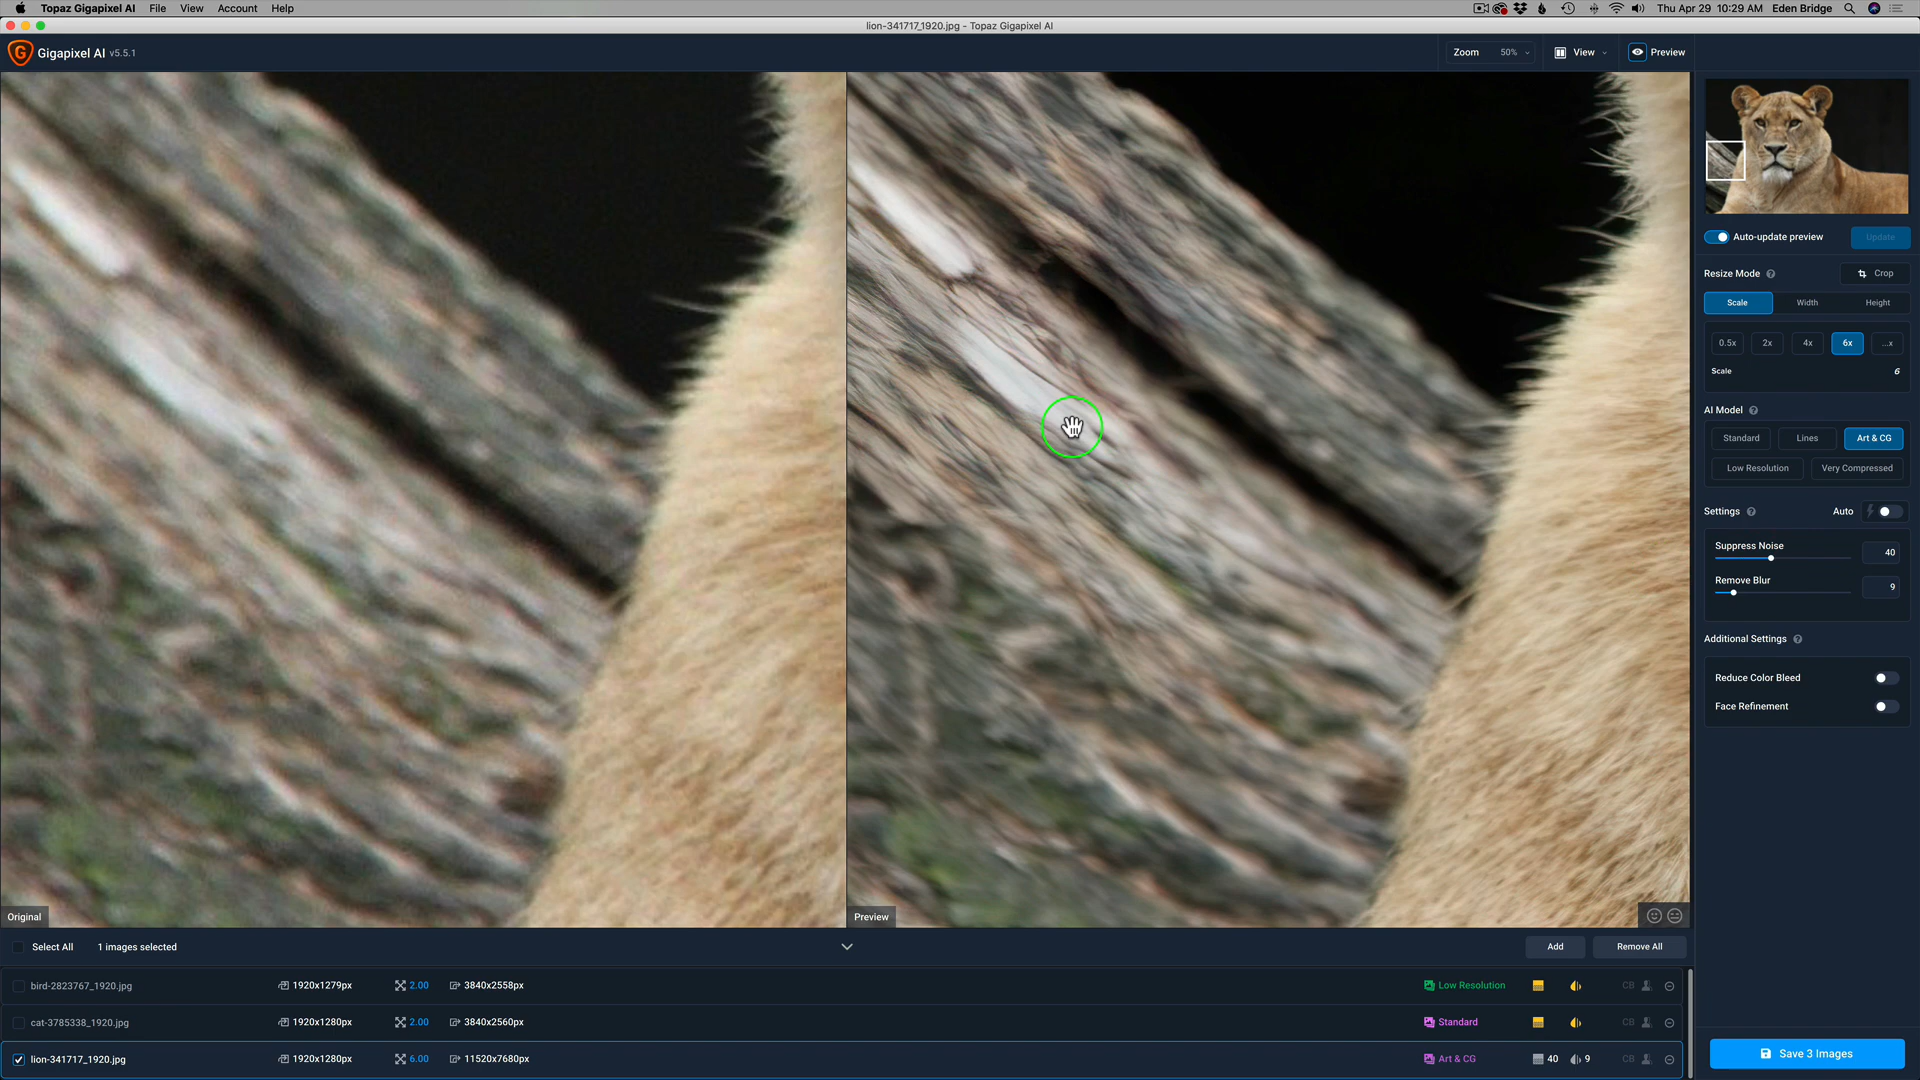 Topaz Gigapixel AI File View Account Help Thu Apr 29 10:29 AM Eden Bridge
lion-341717_1920.jpg - Topaz Gigapixel AI
G Gigapixel AI v5.5.1 Zoom 50% View Preview
Auto-update preview Update
Resize Mode ? Crop
Scale Width Height
0.5x 2x 4x 6x ...x
Scale 6
AI Model ?
Standard Lines Art & CG
Low Resolution Very Compressed
Settings ? Auto
Suppress Noise 40
Remove Blur 9
Additional Settings ?
Reduce Color Bleed
Face Refinement
Original Preview
Select All 1 images selected Add Remove All
bird-2823767_1920.jpg 1920x1279px 2.00 3840x2558px Low Resolution CB
cat-3785338_1920.jpg 1920x1280px 2.00 3840x2560px Standard CB
lion-341717_1920.jpg 1920x1280px 6.00 11520x7680px Art & CG 40 9 CB
Save 3 Images